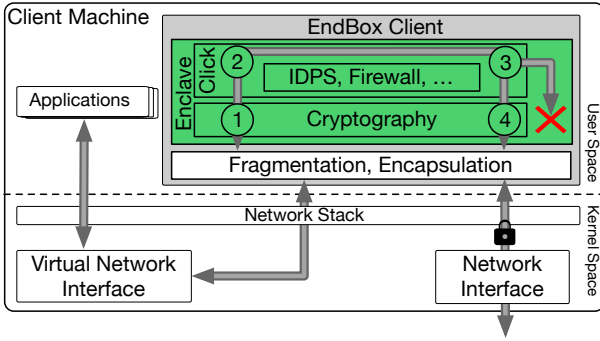 Client Machine
EndBox Client
Enclave
Click
2
3
IDPS, Firewall, …
Applications
1
Cryptography
4
Fragmentation, Encapsulation
User Space
Network Stack
Kernel Space
Virtual Network
Interface
Network
Interface